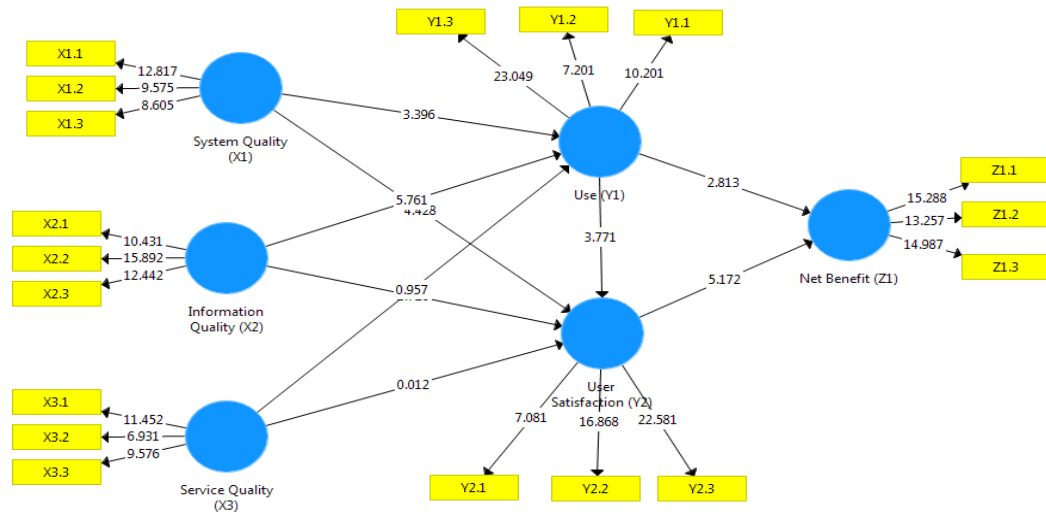 Y1.3
Y1.2
Y1.1
X1.1
X1.2
X1.3
12.817
9.575
8.605
23.049
7.201
10.201
System Quality
(X1)
3.396
Use (Y1)
2.813
Z1.1
Z1.2
Z1.3
15.288
13.257
14.987
Net Benefit (Z1)
X2.1
X2.2
X2.3
10.431
15.892
12.442
5.761
4.428
3.771
5.172
Information
Quality (X2)
0.957
User
Satisfaction (Y2)
X3.1
X3.2
X3.3
11.452
6.931
9.576
0.012
7.081
16.868
22.581
Service Quality
(X3)
Y2.1
Y2.2
Y2.3